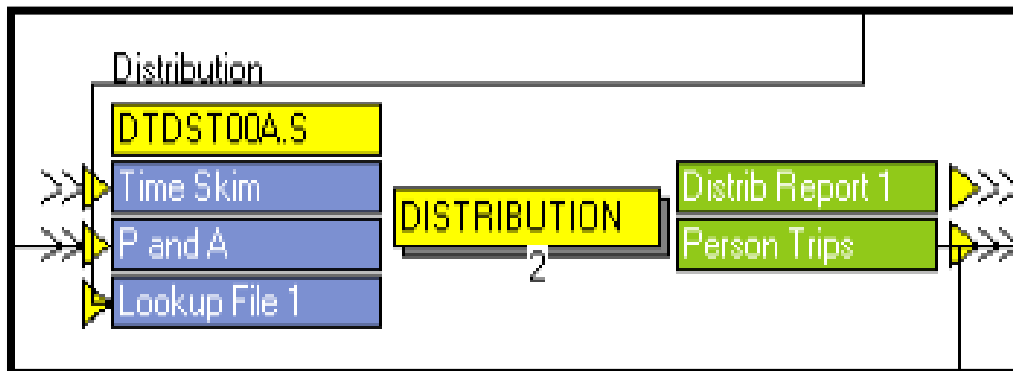 Distribution
DTDST00A.S
Time Skim
P and A
Lookup File 1
DISTRIBUTION
2
Distrib Report 1
Person Trips